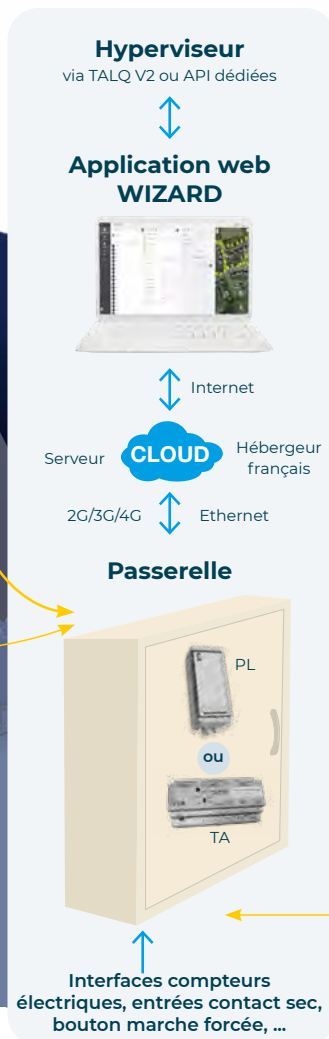 Hyperviseur
via TALQ V2 ou API dédiées
Application web
WIZARD
Internet
Serveur
CLOUD
Hébergeur
français
2G/3G/4G
Ethernet
Passerelle
PL
ou
TA
Interfaces compteurs
électriques, entrées contact sec,
bouton marche forcée, ...